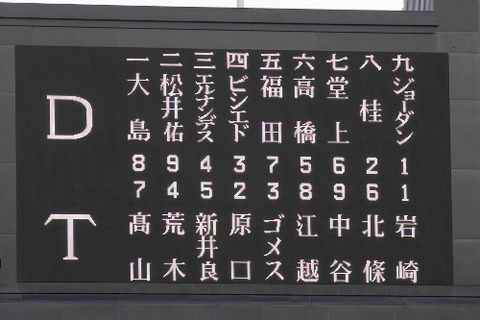 一 二 三 四 五 六 七 八 九
D 大島 松井佑 エルナンデス ビシエド 福田 高橋 堂上 桂 ジョーダン
8 9 4 3 7 5 6 2 1
7 4 5 2 3 8 9 6 1
T 髙山 荒木 新井良 原口 ゴメス 江越 中谷 北條 岩崎